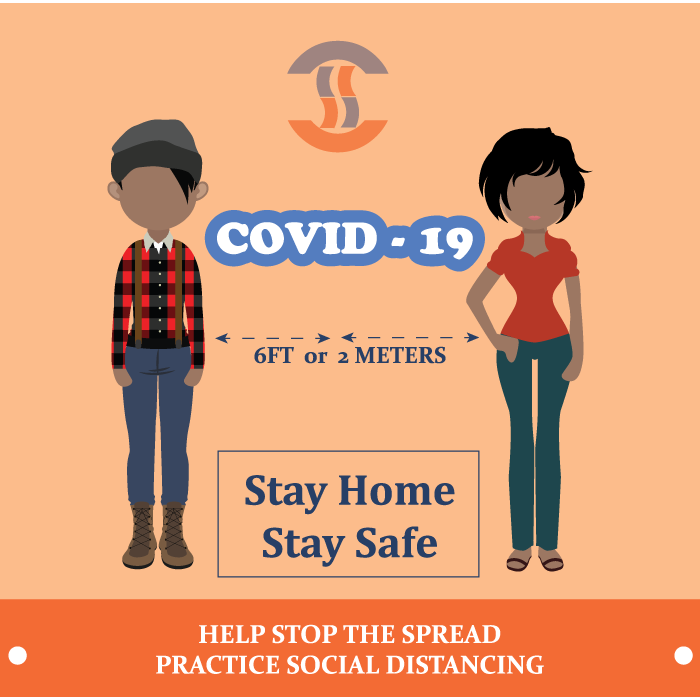 COVID - 19
6FT or 2 METERS
Stay Home
Stay Safe
HELP STOP THE SPREAD
PRACTICE SOCIAL DISTANCING